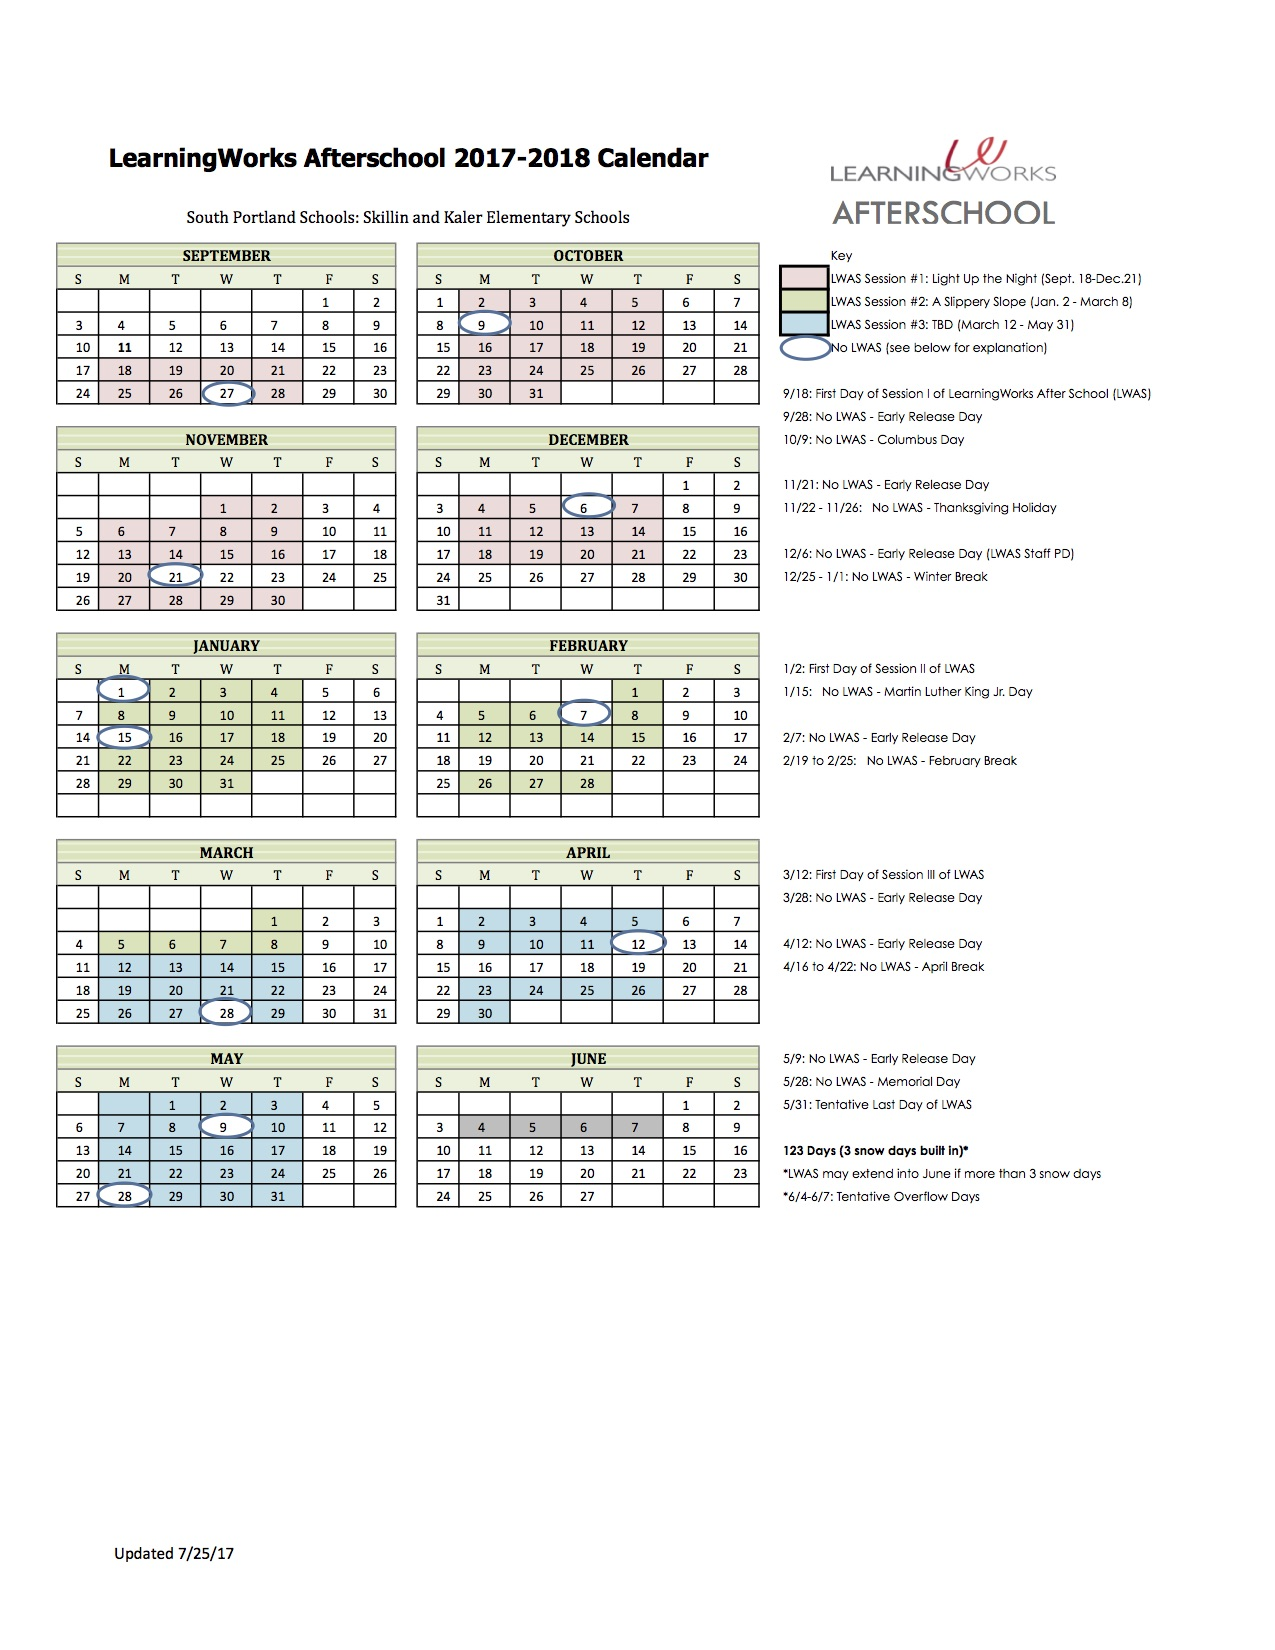 LearningWorks Afterschool 2017-2018 Calendar
LEARNINGWORKS
AFTERSCHOOL
South Portland Schools: Skillin and Kaler Elementary Schools
SEPTEMBER
S M T W T F S
1 2
3 4 5 6 7 8 9
10 11 12 13 14 15 16
17 18 19 20 21 22 23
24 25 26 27 28 29 30
OCTOBER
S M T W T F S
1 2 3 4 5 6 7
8 9 10 11 12 13 14
15 16 17 18 19 20 21
22 23 24 25 26 27 28
29 30 31
Key
LWAS Session #1: Light Up the Night (Sept. 18-Dec.21)
LWAS Session #2: A Slippery Slope (Jan. 2 - March 8)
LWAS Session #3: TBD (March 12 - May 31)
No LWAS (see below for explanation)
9/18: First Day of Session I of LearningWorks After School (LWAS)
9/28: No LWAS - Early Release Day
10/9: No LWAS - Columbus Day
NOVEMBER
S M T W T F S
1 2 3 4
5 6 7 8 9 10 11
12 13 14 15 16 17 18
19 20 21 22 23 24 25
26 27 28 29 30
DECEMBER
S M T W T F S
1 2
3 4 5 6 7 8 9
10 11 12 13 14 15 16
17 18 19 20 21 22 23
24 25 26 27 28 29 30
31
11/21: No LWAS - Early Release Day
11/22 - 11/26: No LWAS - Thanksgiving Holiday
12/6: No LWAS - Early Release Day (LWAS Staff PD)
12/25 - 1/1: No LWAS - Winter Break
JANUARY
S M T W T F S
1 2 3 4 5 6
7 8 9 10 11 12 13
14 15 16 17 18 19 20
21 22 23 24 25 26 27
28 29 30 31
FEBRUARY
S M T W T F S
1 2 3
4 5 6 7 8 9 10
11 12 13 14 15 16 17
18 19 20 21 22 23 24
25 26 27 28
1/2: First Day of Session II of LWAS
1/15: No LWAS - Martin Luther King Jr. Day
2/7: No LWAS - Early Release Day
2/19 to 2/25: No LWAS - February Break
MARCH
S M T W T F S
1 2 3
4 5 6 7 8 9 10
11 12 13 14 15 16 17
18 19 20 21 22 23 24
25 26 27 28 29 30 31
APRIL
S M T W T F S
1 2 3 4 5 6 7
8 9 10 11 12 13 14
15 16 17 18 19 20 21
22 23 24 25 26 27 28
29 30
3/12: First Day of Session III of LWAS
3/28: No LWAS - Early Release Day
4/12: No LWAS - Early Release Day
4/16 to 4/22: No LWAS - April Break
MAY
S M T W T F S
1 2 3 4 5
6 7 8 9 10 11 12
13 14 15 16 17 18 19
20 21 22 23 24 25 26
27 28 29 30 31
JUNE
S M T W T F S
1 2
3 4 5 6 7 8 9
10 11 12 13 14 15 16
17 18 19 20 21 22 23
24 25 26 27
5/9: No LWAS - Early Release Day
5/28: No LWAS - Memorial Day
5/31: Tentative Last Day of LWAS
123 Days (3 snow days built in)*
*LWAS may extend into June if more than 3 snow days
*6/4-6/7: Tentative Overflow Days
Updated 7/25/17